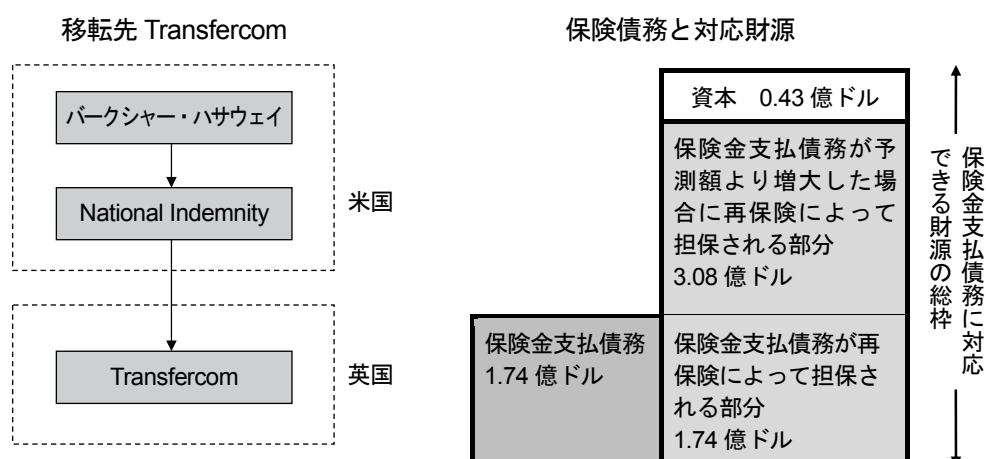 移転先 Transfercom
バークシャー・ハサウェイ
National Indemnity
米国
Transfercom
英国
保険債務と対応財源
資本　0.43 億ドル
保険金支払債務が予
測額より増大した場
合に再保険によって
担保される部分
3.08 億ドル
保険金支払債務
1.74 億ドル
保険金支払債務が再
保険によって担保さ
れる部分
1.74 億ドル
保険金支払債務に対応
できる財源の総枠